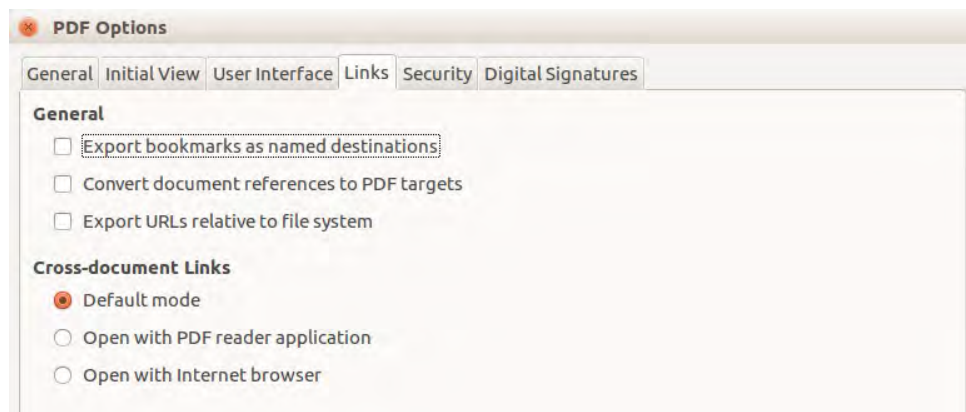 PDF Options
General Initial View User Interface Links Security Digital Signatures
General
Export bookmarks as named destinations
Convert document references to PDF targets
Export URLs relative to file system
Cross-document Links
Default mode
Open with PDF reader application
Open with Internet browser